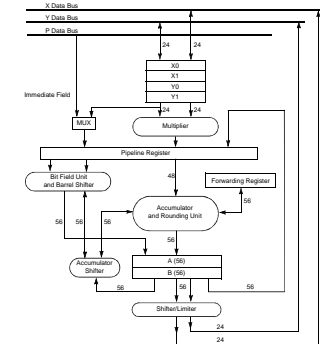 X Data Bus
Y Data Bus
P Data Bus
24
24
X0
X1
Y0
Y1
Immediate Field
24
24
MUX
Multiplier
Pipeline Register
Bit Field Unit
and Barrel Shifter
48
Forwarding Register
Accumulator
and Rounding Unit
56
56
56
56
56
Accumulator
Shifter
A (56)
B (56)
56
56
56
56
Shifter/Limiter
24
24